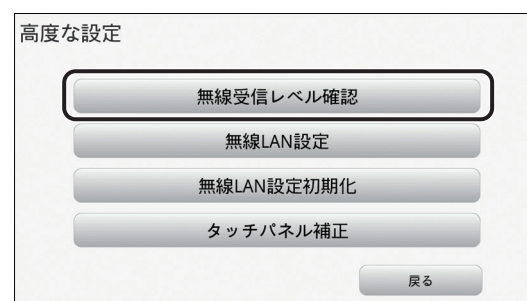 高度な設定
無線受信レベル確認
無線LAN設定
無線LAN設定初期化
タッチパネル補正
戻る